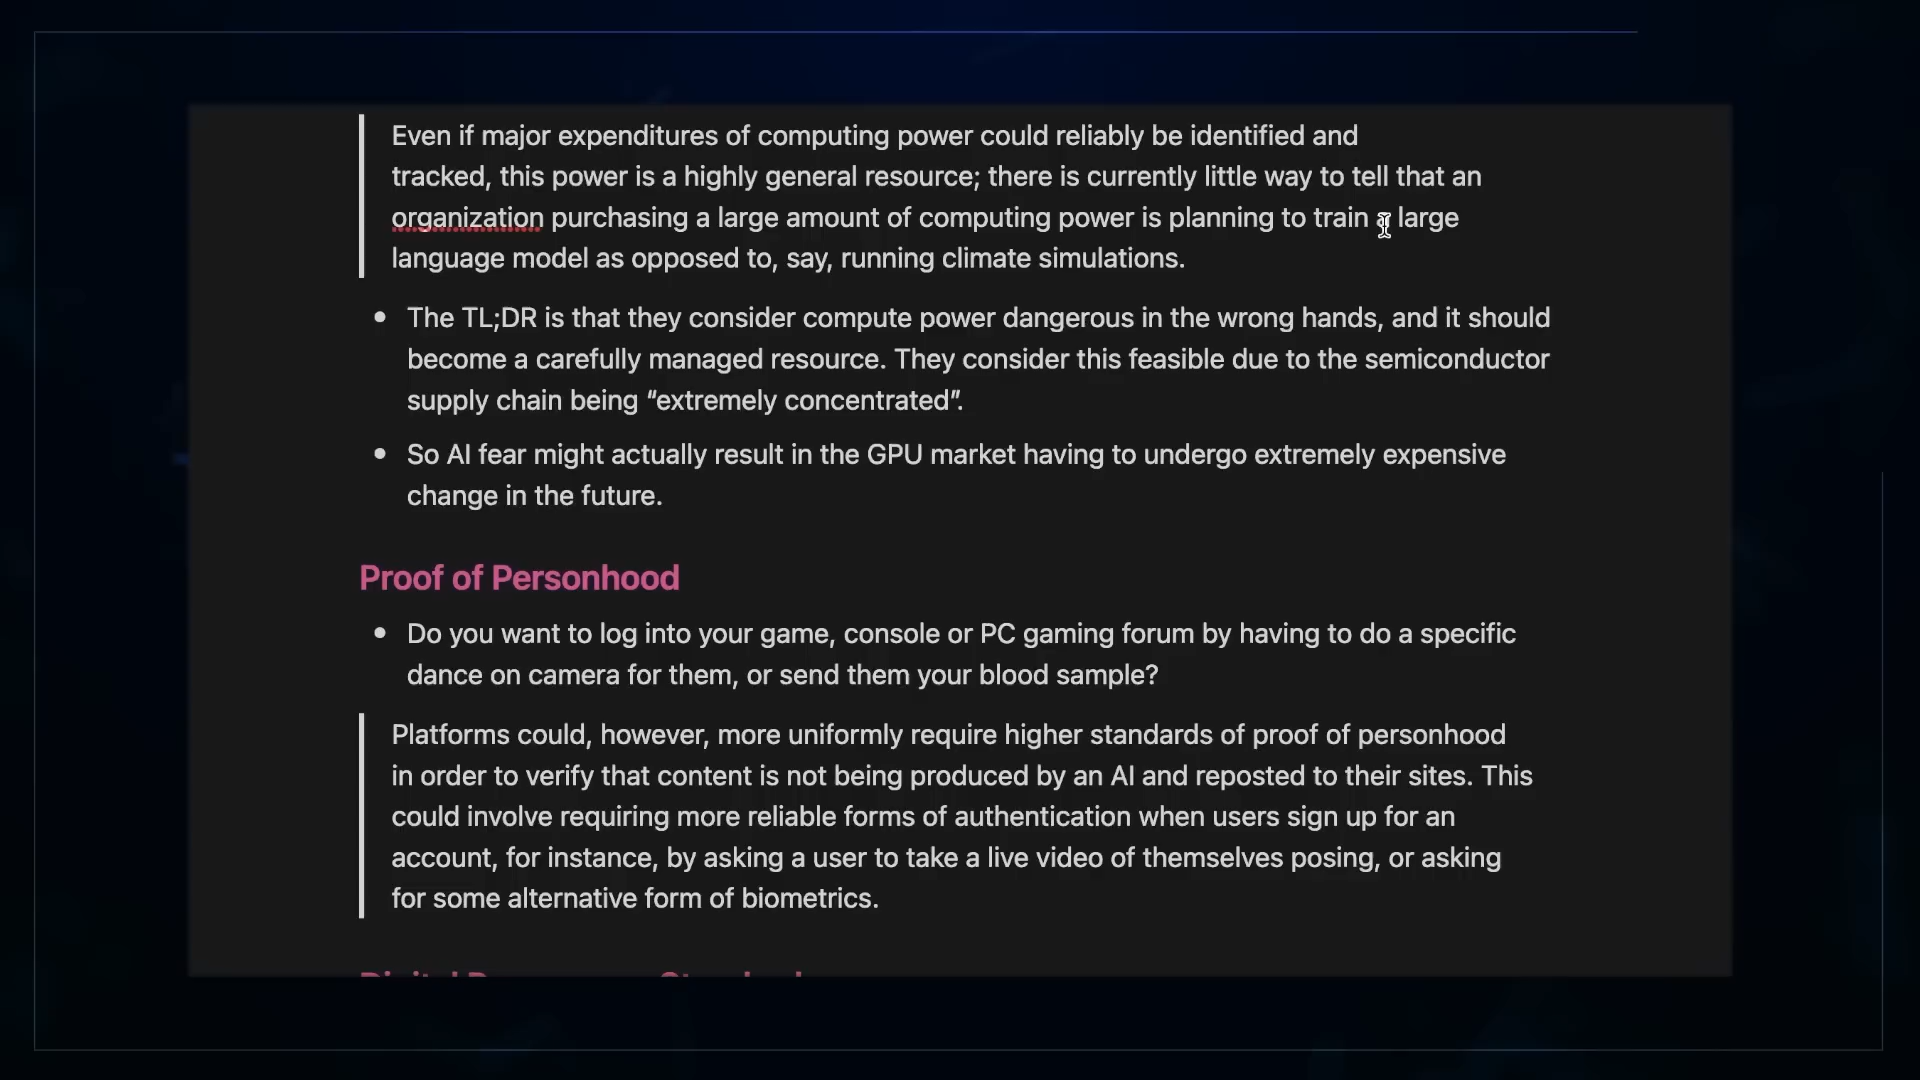 Even if major expenditures of computing power could reliably be identified and
tracked, this power is a highly general resource; there is currently little way to tell that an
organization purchasing a large amount of computing power is planning to train a large
language model as opposed to, say, running climate simulations.
• The TL;DR is that they consider compute power dangerous in the wrong hands, and it should
become a carefully managed resource. They consider this feasible due to the semiconductor
supply chain being “extremely concentrated”.
• So AI fear might actually result in the GPU market having to undergo extremely expensive
change in the future.
Proof of Personhood
• Do you want to log into your game, console or PC gaming forum by having to do a specific
dance on camera for them, or send them your blood sample?
Platforms could, however, more uniformly require higher standards of proof of personhood
in order to verify that content is not being produced by an AI and reposted to their sites. This
could involve requiring more reliable forms of authentication when users sign up for an
account, for instance, by asking a user to take a live video of themselves posing, or asking
for some alternative form of biometrics.